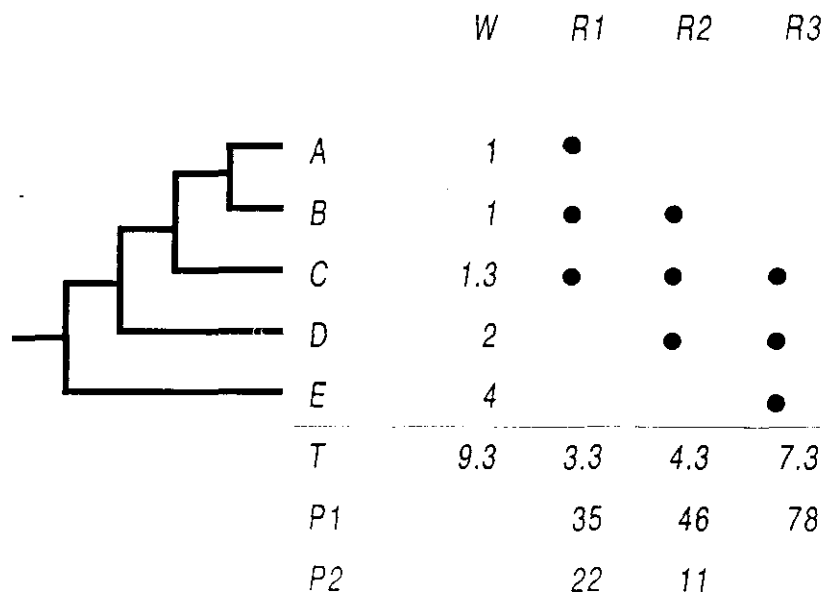 W R1 R2 R3
A 1 ●
B 1 ● ●
C 1.3 ● ● ●
D 2 ● ●
E 4 ●
T 9.3 3.3 4.3 7.3
P1 35 46 78
P2 22 11